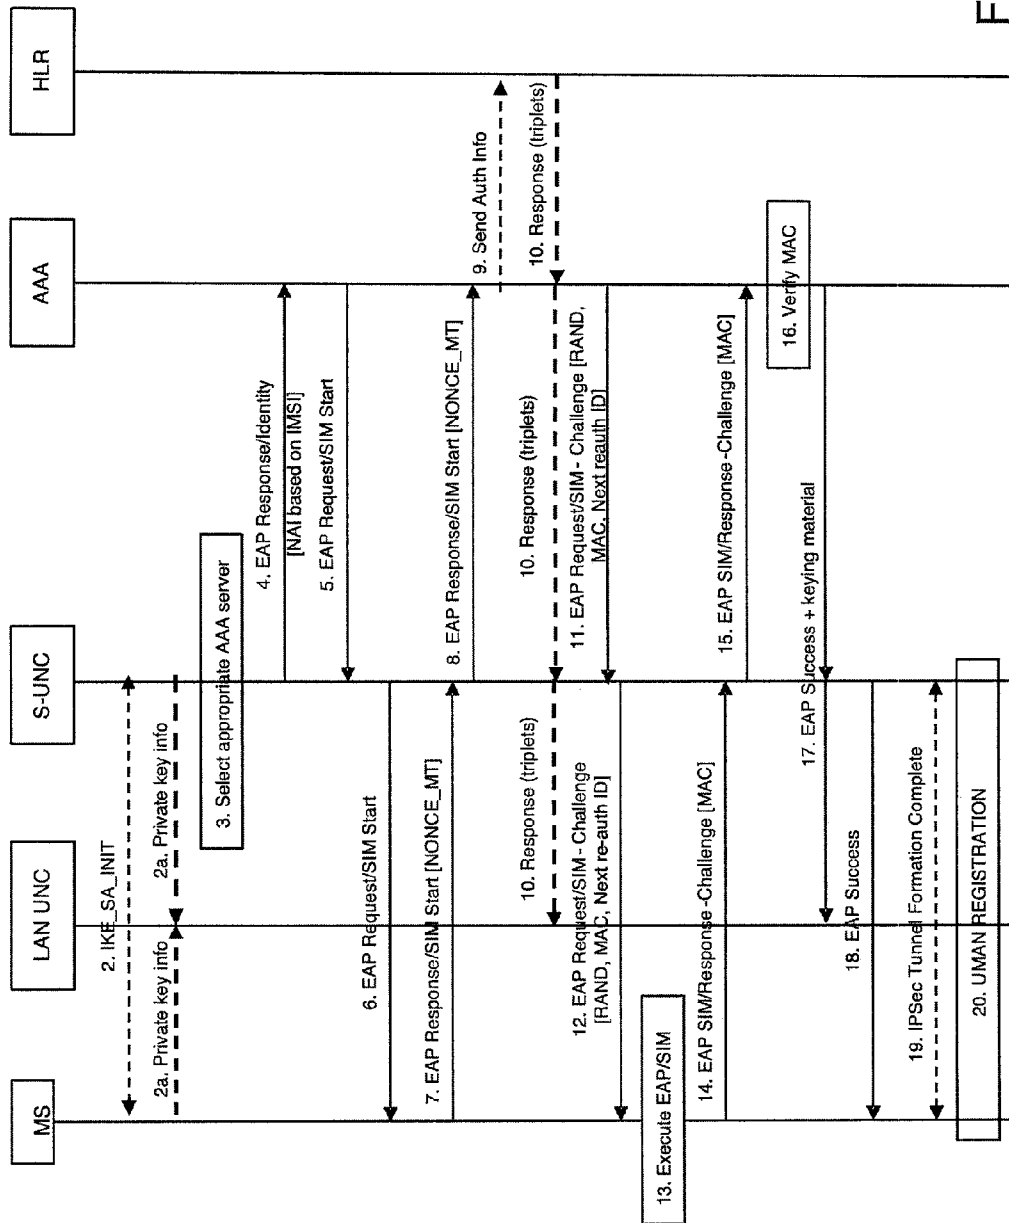 MS
LAN UNC
S-UNC
AAA
HLR
2. IKE_SA_INIT
2a. Private key info
2a. Private key info
3. Select appropriate AAA server
4. EAP Response/Identity
[NAI based on IMSI]
5. EAP Request/SIM Start
6. EAP Request/SIM Start
7. EAP Response/SIM Start [NONCE_MT]
8. EAP Response/SIM Start [NONCE_MT]
9. Send Auth Info
10. Response (triplets)
10. Response (triplets)
10. Response (triplets)
11. EAP Request/SIM - Challenge [RAND,
MAC, Next reauth ID]
12. EAP Request/SIM - Challenge
[RAND, MAC, Next re-auth ID]
13. Execute EAP/SIM
14. EAP SIM/Response -Challenge [MAC]
15. EAP SIM/Response -Challenge [MAC]
16. Verify MAC
17. EAP Success + keying material
18. EAP Success
19. IPSec Tunnel Formation Complete
20. UMAN REGISTRATION